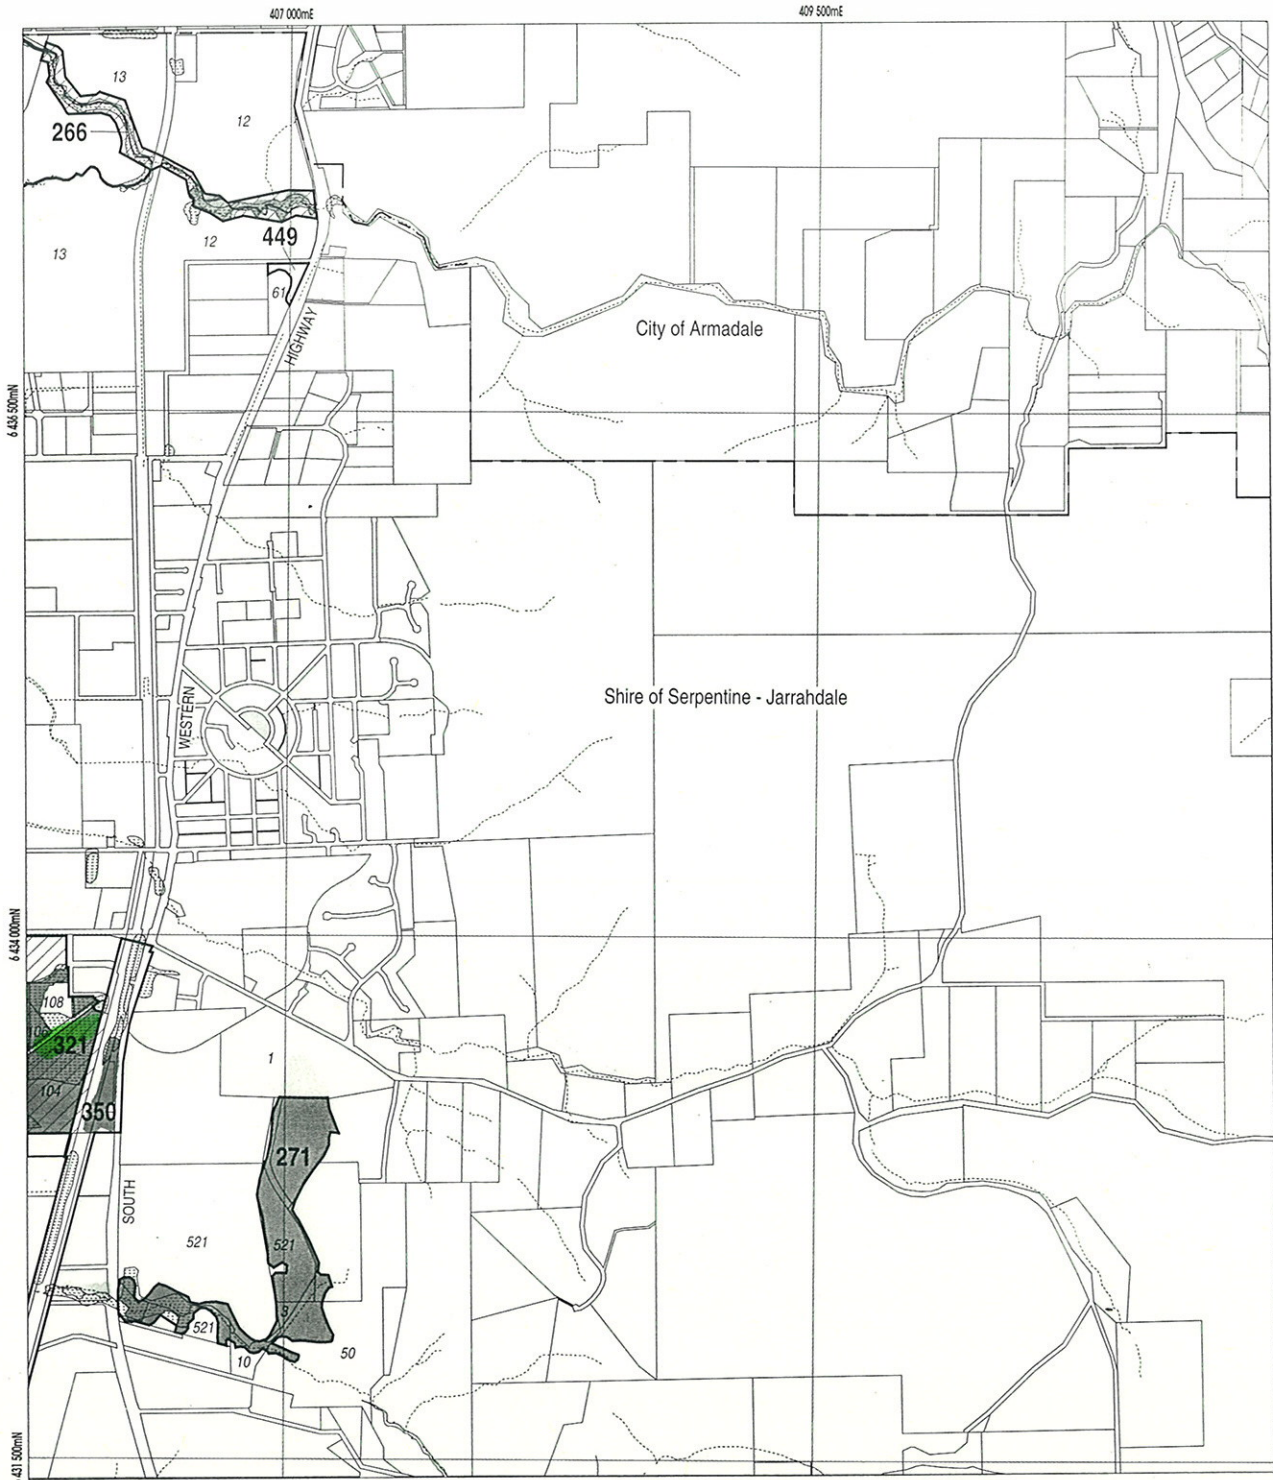 407 000mE
409 500mE
13
266
12
449
12
13
61
HIGHWAY
City of Armadale
6 436 500mN
Shire of Serpentine - Jarrahdale
WESTERN
6 434 000mN
108
321
1
104
350
271
SOUTH
521
521
3
521
10
50
431 500mN